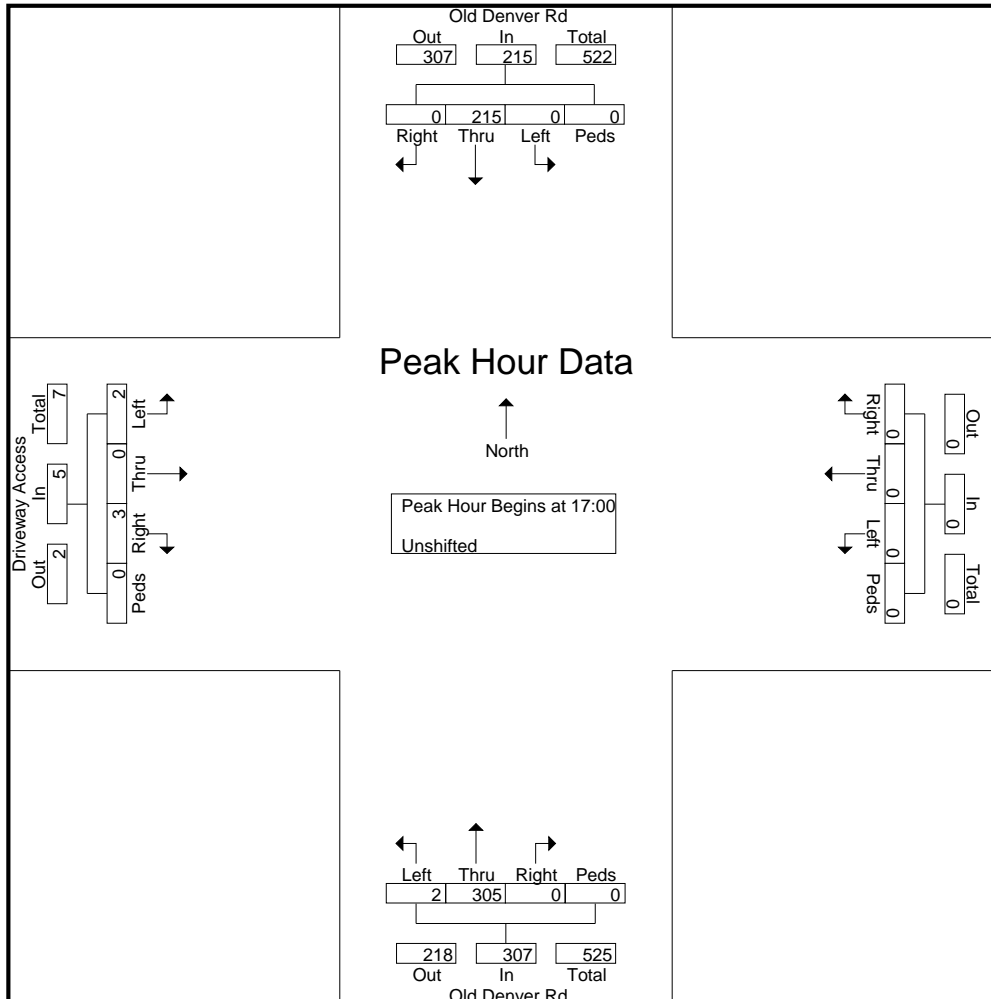 Old Denver Rd
Out In Total
307 215 522
0 215 0 0
Right Thru Left Peds
Peak Hour Data
North
Peak Hour Begins at 17:00
Unshifted
Driveway Access
Out In Total
2 5 7
Left Thru Right Peds
2 0 3 0
Right Thru Left Peds
0 0 0 0
Out In Total
0 0 0
Left Thru Right Peds
2 305 0 0
218 307 525
Out In Total
Old Denver Rd